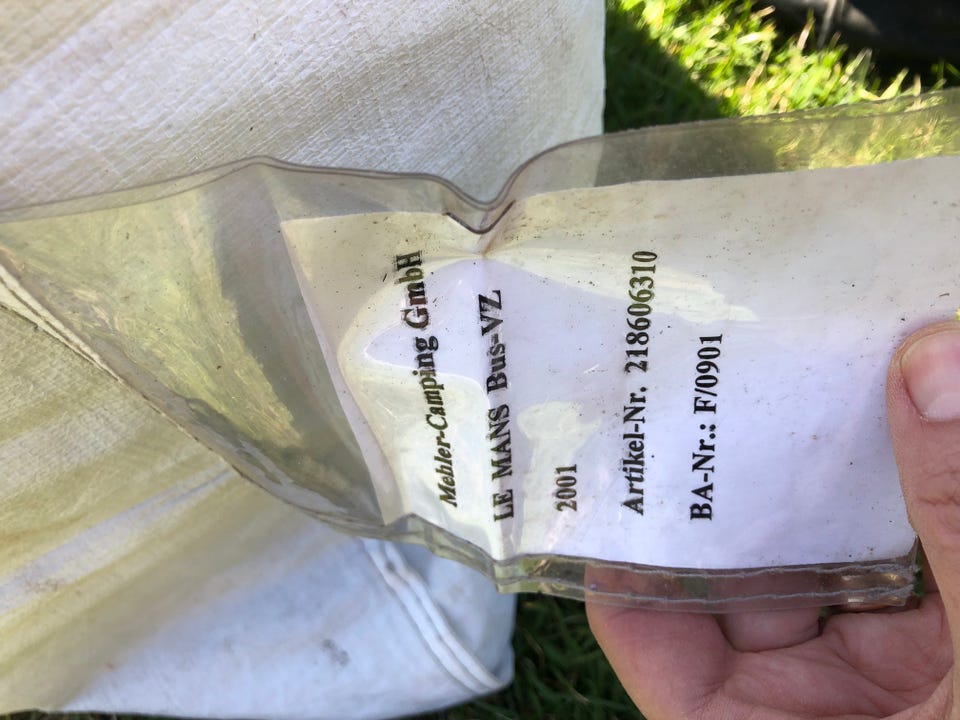 Mehler-Camping GmbH
LE MANS Bus-VZ
2001
Artikel-Nr. 218606310
BA-Nr.: F/0901